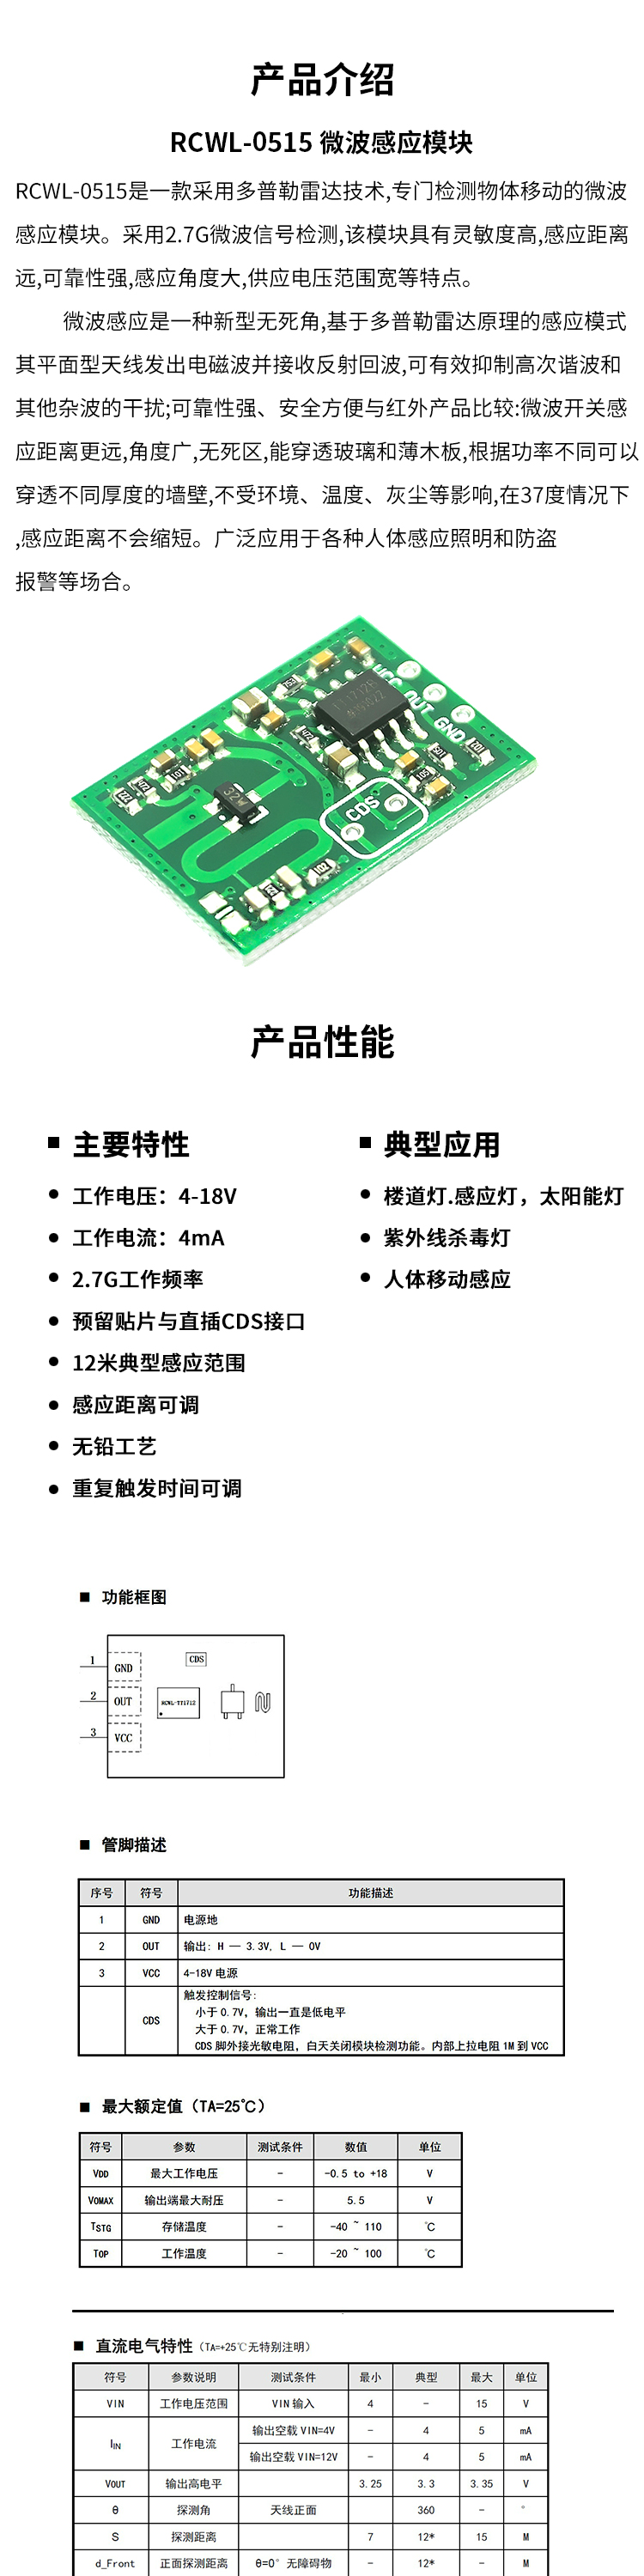 产品介绍
RCWL-0515 微波感应模块
RCWL-0515是一款采用多普勒雷达技术,专门检测物体移动的微波
感应模块。采用2.7G微波信号检测,该模块具有灵敏度高,感应距离
远,可靠性强,感应角度大,供应电压范围宽等特点。
微波感应是一种新型无死角,基于多普勒雷达原理的感应模式
其平面型天线发出电磁波并接收反射回波,可有效抑制高次谐波和
其他杂波的干扰;可靠性强、安全方便与红外产品比较:微波开关感
应距离更远,角度广,无死区,能穿透玻璃和薄木板,根据功率不同可以
穿透不同厚度的墙壁,不受环境、温度、灰尘等影响,在37度情况下
,感应距离不会缩短。广泛应用于各种人体感应照明和防盗
报警等场合。
VCC OUT GND
CDS
产品性能
■ 主要特性
● 工作电压：4-18V
● 工作电流：4mA
● 2.7G工作频率
● 预留贴片与直插CDS接口
● 12米典型感应范围
● 感应距离可调
● 无铅工艺
● 重复触发时间可调
■ 典型应用
● 楼道灯.感应灯，太阳能灯
● 紫外线杀毒灯
● 人体移动感应
■ 功能框图
CDS
1 GND
2 OUT
3 VCC
■ 管脚描述
序号 符号 功能描述
1 GND 电源地
2 OUT 输出: H — 3.3V, L — 0V
3 VCC 4-18V 电源
CDS 触发控制信号:
小于 0.7V, 输出一直是低电平
大于 0.7V, 正常工作
CDS 脚外接光敏电阻, 白天关闭模块检测功能。内部上拉电阻 1M 到 VCC
■ 最大额定值（TA=25℃）
符号 参数 测试条件 数值 单位
VDD 最大工作电压 - -0.5 to +18 V
VOMAX 输出端最大耐压 - 5.5 V
TSTG 存储温度 - -40 ~ 110 ℃
TOP 工作温度 - -20 ~ 100 ℃
■ 直流电气特性（TA=+25℃无特别注明）
符号 参数说明 测试条件 最小 典型 最大 单位
VIN 工作电压范围 VIN 输入 4 - 15 V
IIN 工作电流 输出空载 VIN=4V - 4 5 mA
输出空载 VIN=12V - 4 5 mA
VOUT 输出高电平 3.25 3.3 3.35 V
θ 探测角 天线正面 360 - °
S 探测距离 7 12* 15 M
d_Front 正面探测距离 θ=0° 无障碍物 - 12* - M